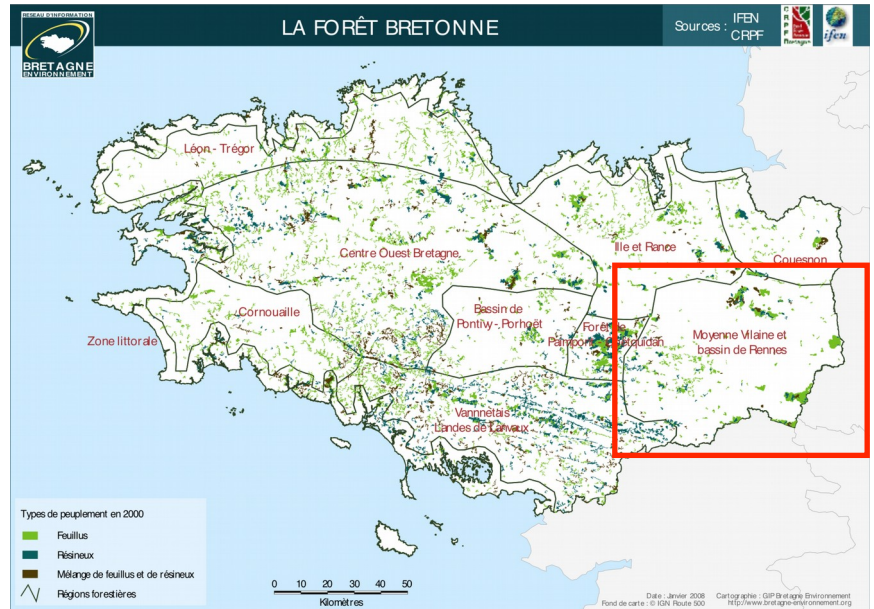 RESEAU D'INFORMATION
BRETAGNE
ENVIRONNEMENT
LA FORÊT BRETONNE
Sources : IFEN
CRPF
CRPF
Bretagne
ifen
Léon - Trégor
Centre Ouest Bretagne
Ille et Rance
Couesnon
Cornouaille
Bassin de
Pontivy - Porhoët
Forêt de
Paimpont
Moyenne Vilaine et
bassin de Rennes
Zone littorale
Vannnetais
Landes de Lanvaux
Types de peuplement en 2000
Feuillus
Résineux
Mélange de feuillus et de résineux
Régions forestières
0 10 20 30 40 50
Kilomètres
Date : Janvier 2008 Cartographie : GIP Bretagne Environnement
Fond de carte : © IGN Route 500 http://www.bretagne-environnement.org